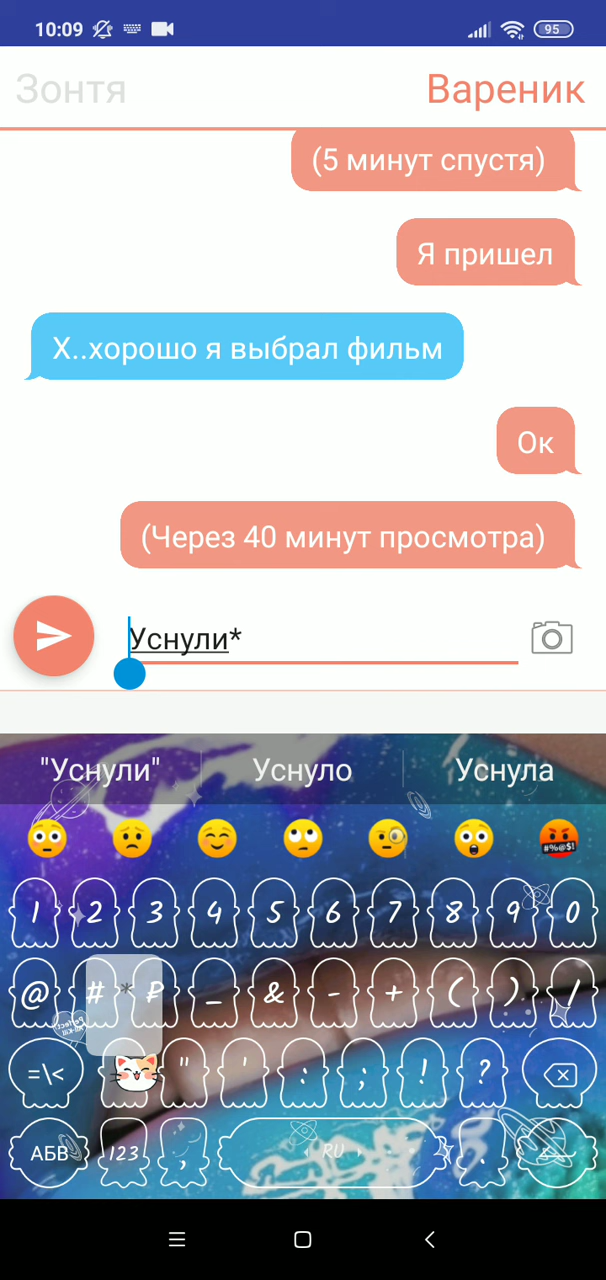 10:09
95
Зонтя
Вареник
(5 минут спустя)
Я пришел
Х..хорошо я выбрал фильм
Ок
(Через 40 минут просмотра)
Уснули*
"Уснули" Уснуло Уснула
#%@$!
1 2 3 4 5 6 7 8 9 0
@ # * ₽ _ & - + ( ) /
=\< " ' : ; ! ?
АБВ 123 , RU .